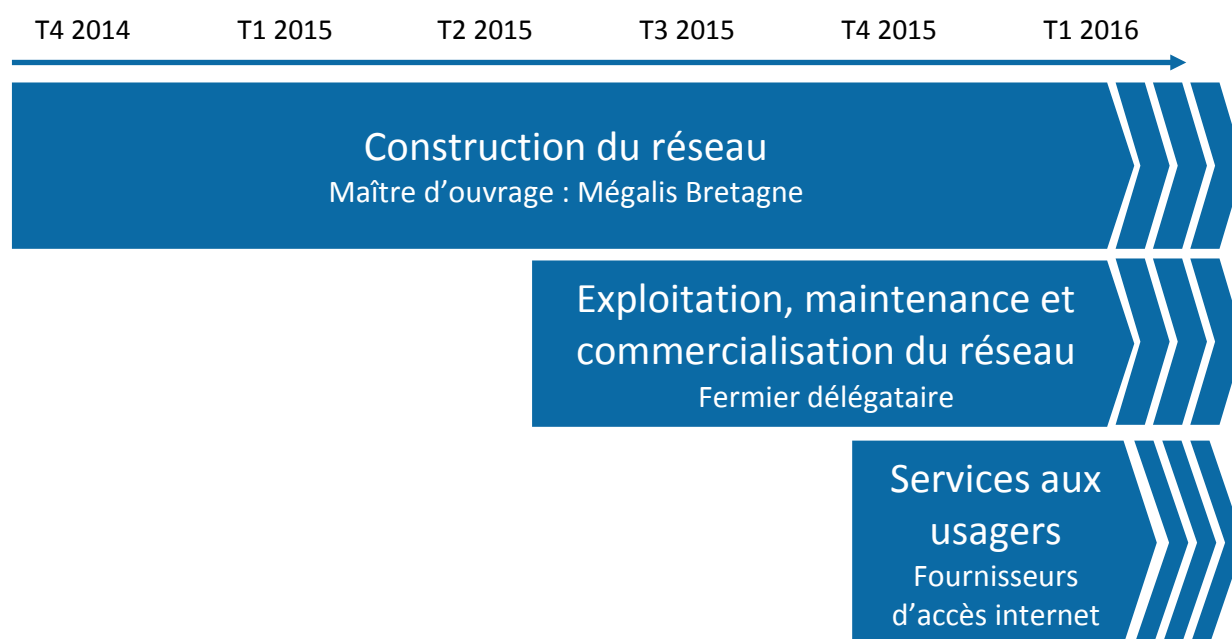 T4 2014 T1 2015 T2 2015 T3 2015 T4 2015 T1 2016
Construction du réseau
Maître d’ouvrage : Mégalis Bretagne
Exploitation, maintenance et
commercialisation du réseau
Fermier délégataire
Services aux
usagers
Fournisseurs
d’accès internet